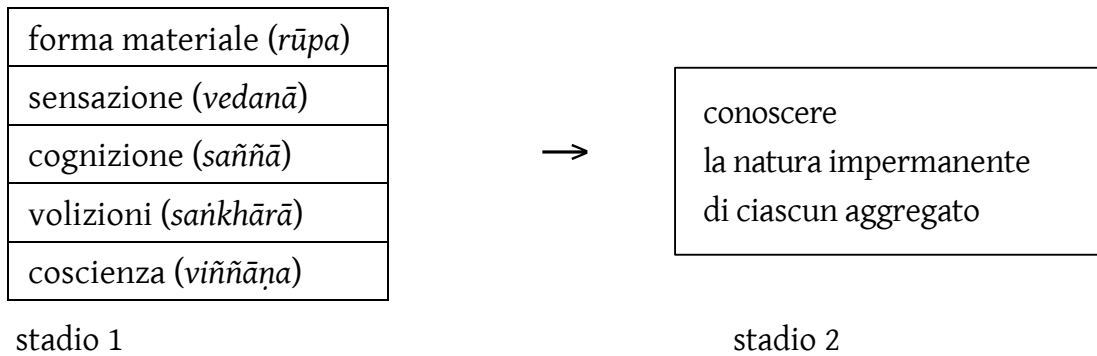 forma materiale (rūpa)
sensazione (vedanā)
cognizione (saññā)
volizioni (saṅkhārā)
coscienza (viññāṇa)
stadio 1
→
conoscere
la natura impermanente
di ciascun aggregato
stadio 2